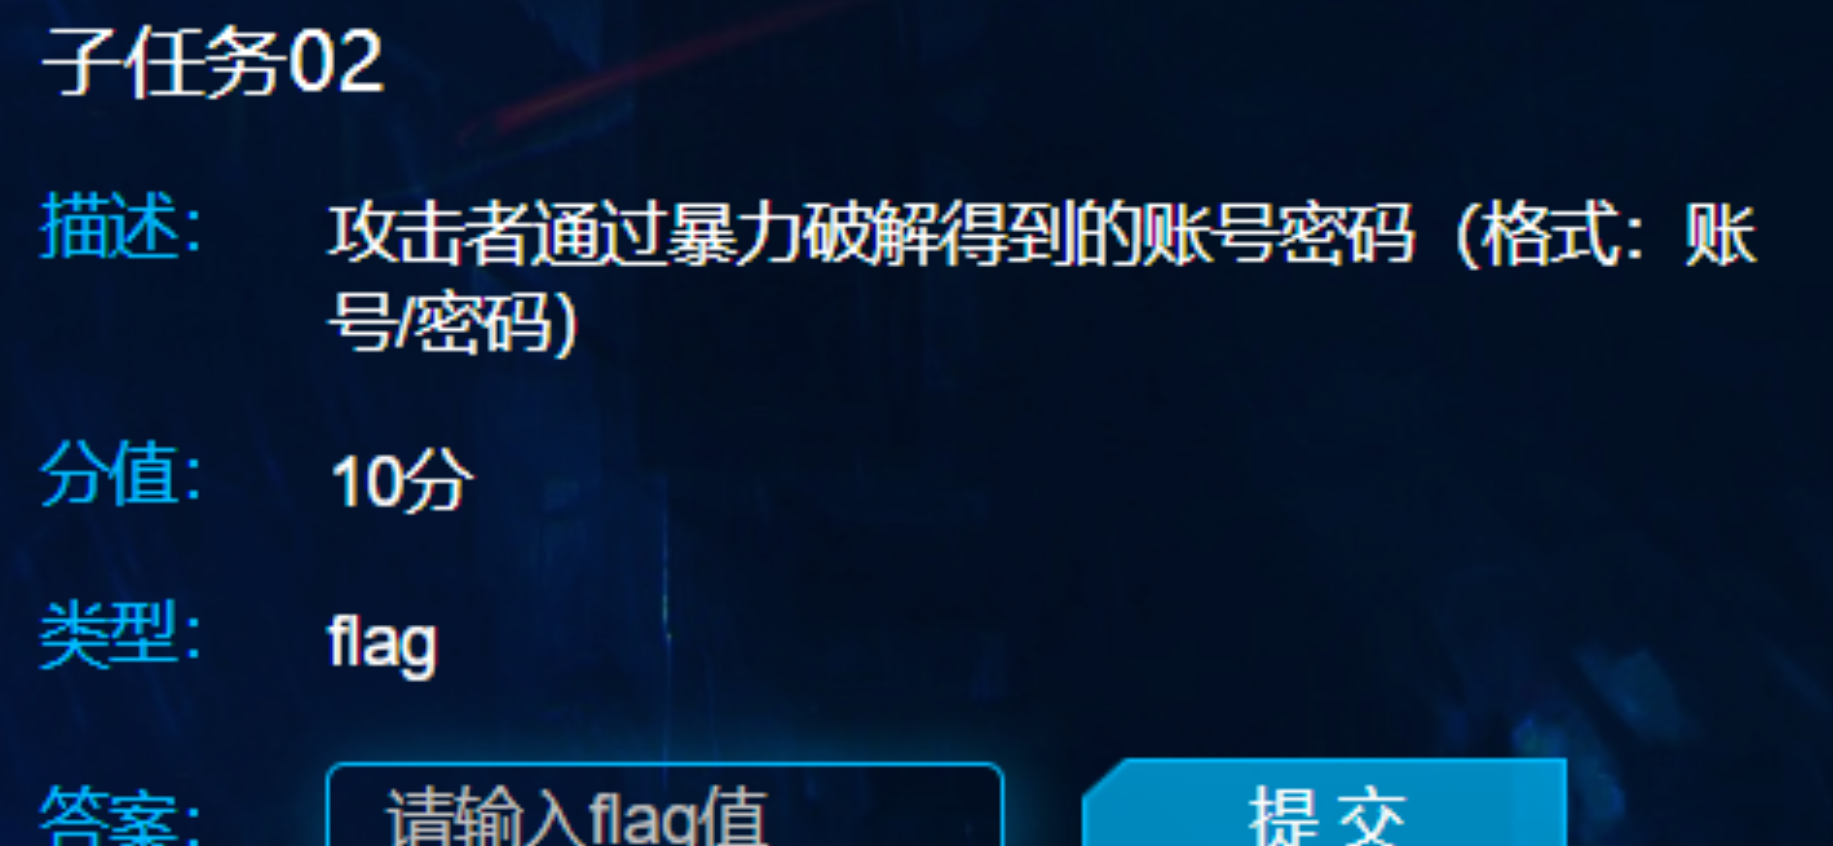 子任务02
描述: 攻击者通过暴力破解得到的账号密码（格式：账
号/密码)
分值: 10分
类型: flag
答案: 请输入flag值 提交